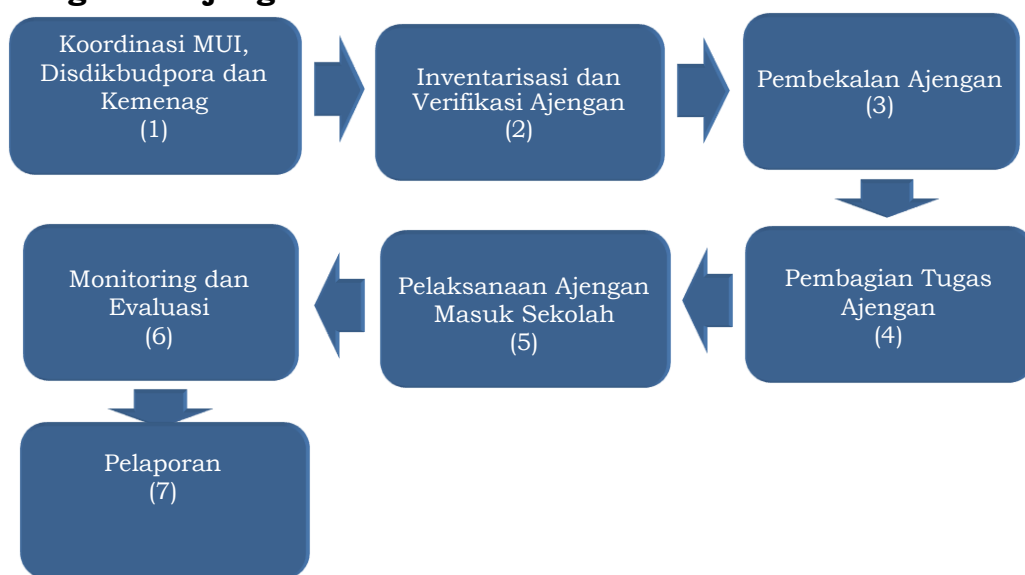 Koordinasi MUI,
Disdikbudpora dan
Kemenag
(1)
Inventarisasi dan
Verifikasi Ajengan
(2)
Pembekalan Ajengan
(3)
Pembagian Tugas
Ajengan
(4)
Pelaksanaan Ajengan
Masuk Sekolah
(5)
Monitoring dan
Evaluasi
(6)
Pelaporan
(7)